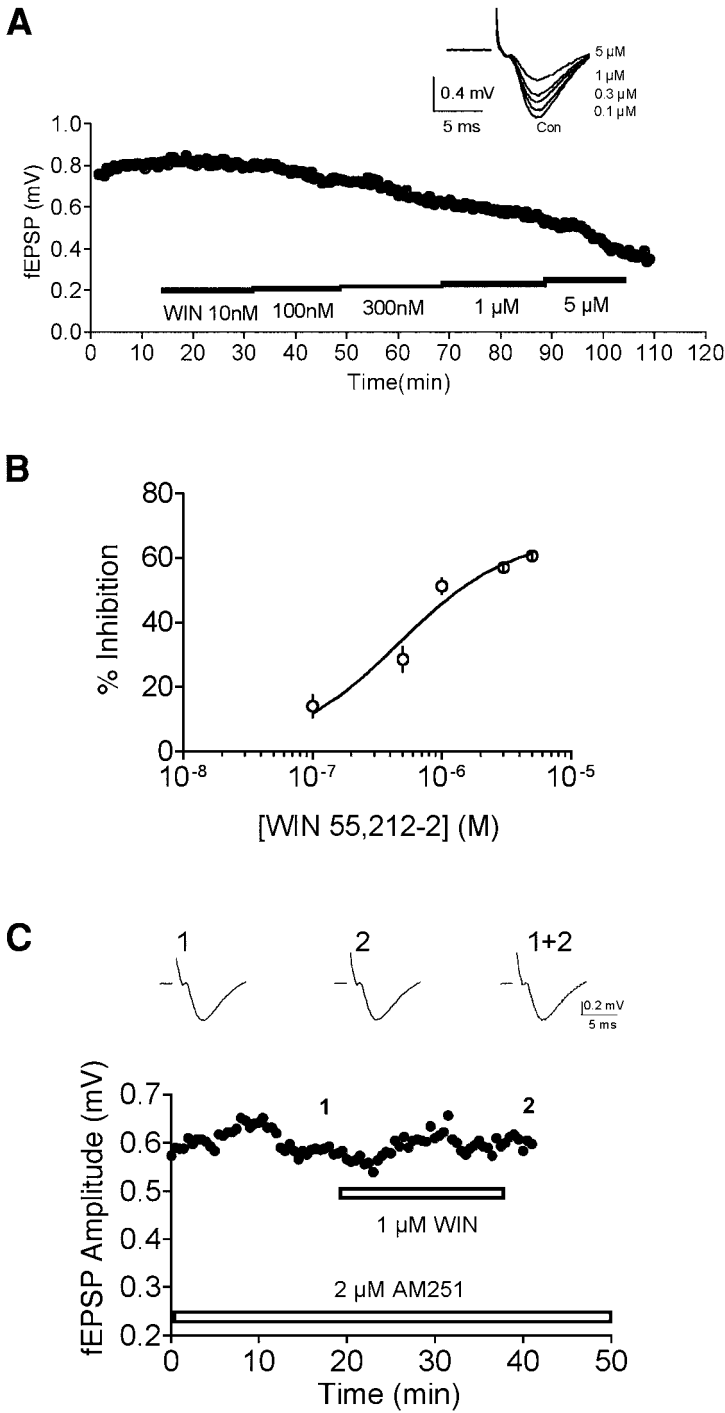 A
5 µM
1 µM
0.3 µM
0.1 µM
Con
0.4 mV
5 ms
fEPSP (mV)
1.0
0.8
0.6
0.4
0.2
0.0
WIN 10nM 100nM 300nM 1 µM 5 µM
0 10 20 30 40 50 60 70 80 90 100 110 120
Time(min)
B
% Inhibition
80
60
40
20
0
10-8 10-7 10-6 10-5
[WIN 55,212-2] (M)
C
1 2 1+2
0.2 mV
5 ms
fEPSP Amplitude (mV)
0.7
0.6
0.5
0.4
0.3
0.2
1 2
1 µM WIN
2 µM AM251
0 10 20 30 40 50
Time (min)